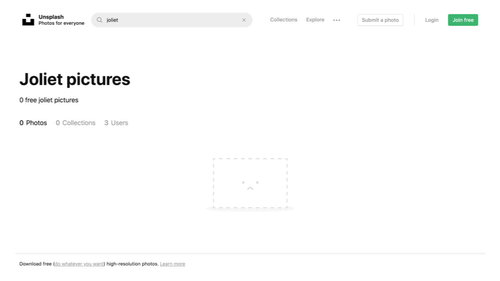 Unsplash
Photos for everyone
joliet
Collections Explore
Submit a photo
Login
Join free
Joliet pictures
0 free joliet pictures
0 Photos 0 Collections 3 Users
Download free (do whatever you want) high-resolution photos. Learn more